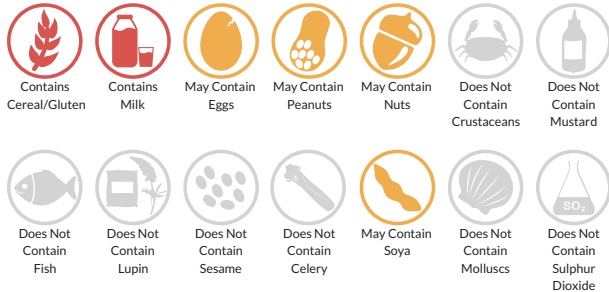 Contains
Cereal/Gluten
Contains
Milk
May Contain
Eggs
May Contain
Peanuts
May Contain
Nuts
Does Not
Contain
Crustaceans
Does Not
Contain
Mustard
Does Not
Contain
Fish
Does Not
Contain
Lupin
Does Not
Contain
Sesame
Does Not
Contain
Celery
May Contain
Soya
Does Not
Contain
Molluscs
SO₂
Does Not
Contain
Sulphur
Dioxide